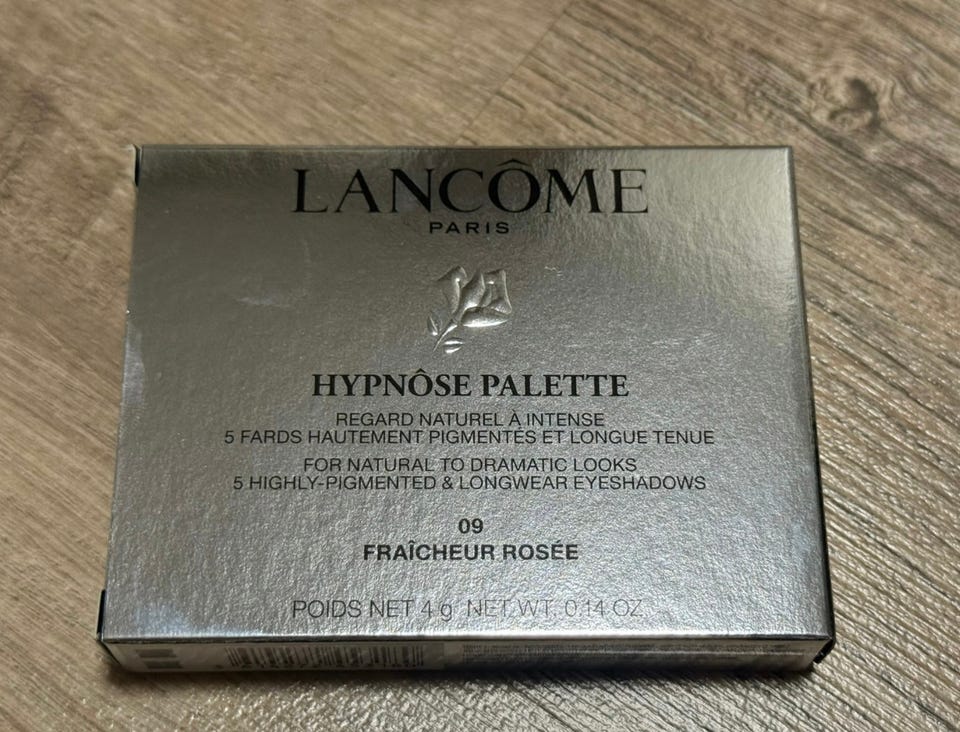 LANCÔME
PARIS
HYPNÔSE PALETTE
REGARD NATUREL À INTENSE
5 FARDS HAUTEMENT PIGMENTÉS ET LONGUE TENUE
FOR NATURAL TO DRAMATIC LOOKS
5 HIGHLY-PIGMENTED & LONGWEAR EYESHADOWS
09
FRAÎCHEUR ROSÉE
POIDS NET 4 g NET WT. 0.14 OZ